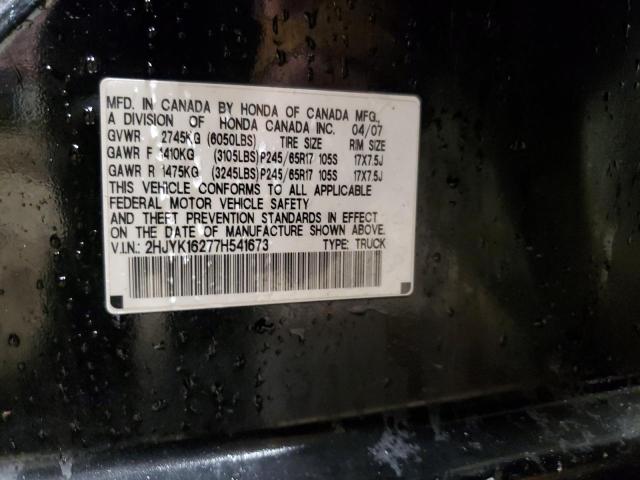 MFD. IN CANADA BY HONDA OF CANADA MFG.,
A DIVISION OF HONDA CANADA INC. 04/07
GVWR 2745KG (6050LBS) TIRE SIZE RIM SIZE
GAWR F 1410KG (3105LBS) P245/65R17 105S 17X7.5J
GAWR R 1475KG (3245LBS) P245/65R17 105S 17X7.5J
THIS VEHICLE CONFORMS TO ALL APPLICABLE
FEDERAL MOTOR VEHICLE SAFETY
AND THEFT PREVENTION STANDARDS IN EFFECT
ON THE DATE OF MANUFACTURE SHOWN ABOVE.
V.I.N.: 2HJYK16277H541673 TYPE: TRUCK